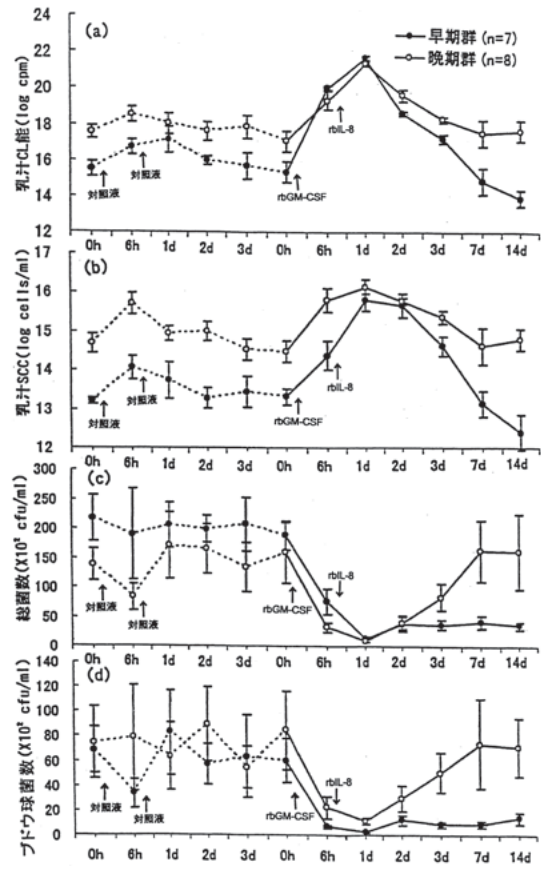 (a)
早期群 (n=7)
晩期群 (n=8)
乳汁CL能(log cpm)
24
22
20
18
16
14
12
対照液
対照液
rbGM-CSF
rbIL-8
0h 6h 1d 2d 3d 0h 6h 1d 2d 3d 7d 14d
(b)
乳汁SCC(log cells/ml)
17
16
15
14
13
12
対照液
対照液
rbGM-CSF
rbIL-8
0h 6h 1d 2d 3d 0h 6h 1d 2d 3d 7d 14d
(c)
総菌数(X10² cfu/ml)
300
250
200
150
100
50
0
対照液
対照液
rbGM-CSF
rbIL-8
0h 6h 1d 2d 3d 0h 6h 1d 2d 3d 7d 14d
(d)
ブドウ球菌数(X10² cfu/ml)
140
120
100
80
60
40
20
0
対照液
対照液
rbGM-CSF
rbIL-8
0h 6h 1d 2d 3d 0h 6h 1d 2d 3d 7d 14d